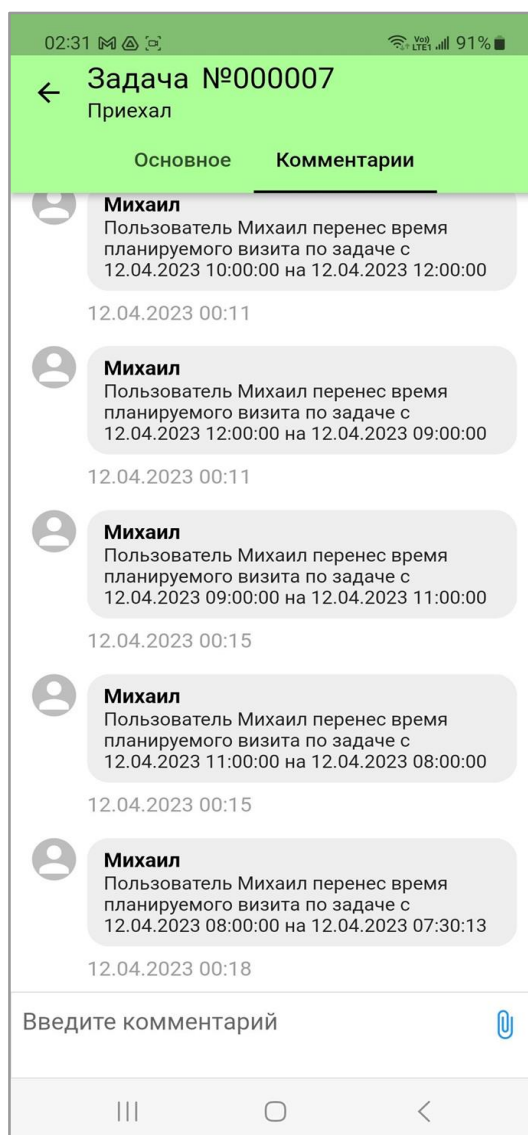 02:31 Vo)) LTE1 91%
Задача №000007
Приехал
Основное Комментарии
Михаил
Пользователь Михаил перенес время
планируемого визита по задаче с
12.04.2023 10:00:00 на 12.04.2023 12:00:00
12.04.2023 00:11
Михаил
Пользователь Михаил перенес время
планируемого визита по задаче с
12.04.2023 12:00:00 на 12.04.2023 09:00:00
12.04.2023 00:11
Михаил
Пользователь Михаил перенес время
планируемого визита по задаче с
12.04.2023 09:00:00 на 12.04.2023 11:00:00
12.04.2023 00:15
Михаил
Пользователь Михаил перенес время
планируемого визита по задаче с
12.04.2023 11:00:00 на 12.04.2023 08:00:00
12.04.2023 00:15
Михаил
Пользователь Михаил перенес время
планируемого визита по задаче с
12.04.2023 08:00:00 на 12.04.2023 07:30:13
12.04.2023 00:18
Введите комментарий